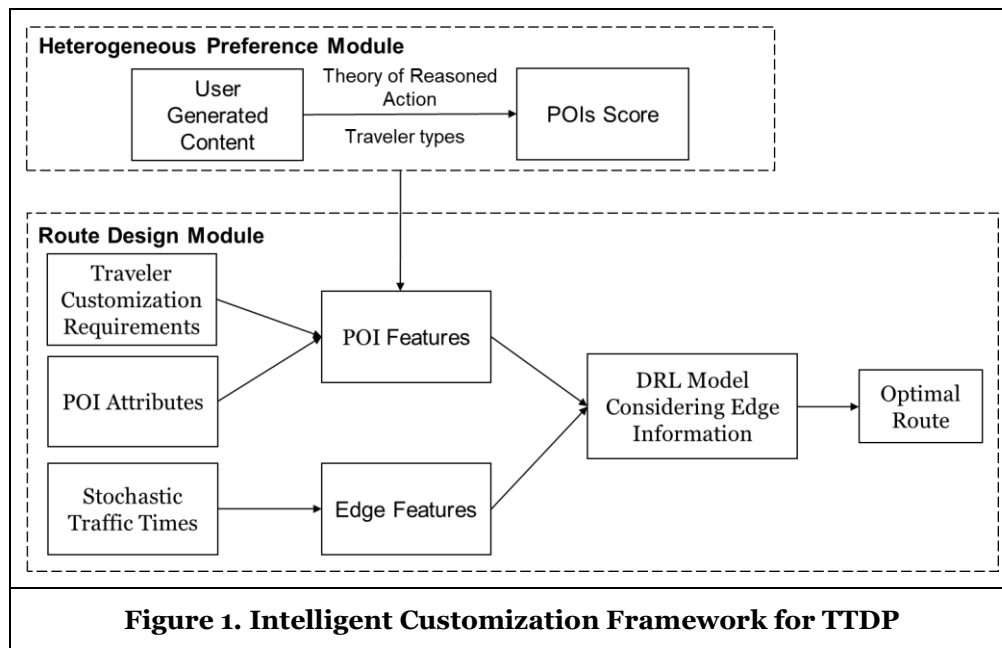 Heterogeneous Preference Module
User
Generated
Content
Theory of Reasoned
Action
Traveler types
POIs Score
Route Design Module
Traveler
Customization
Requirements
POI Attributes
Stochastic
Traffic Times
POI Features
Edge Features
DRL Model
Considering Edge
Information
Optimal
Route
Figure 1. Intelligent Customization Framework for TTDP